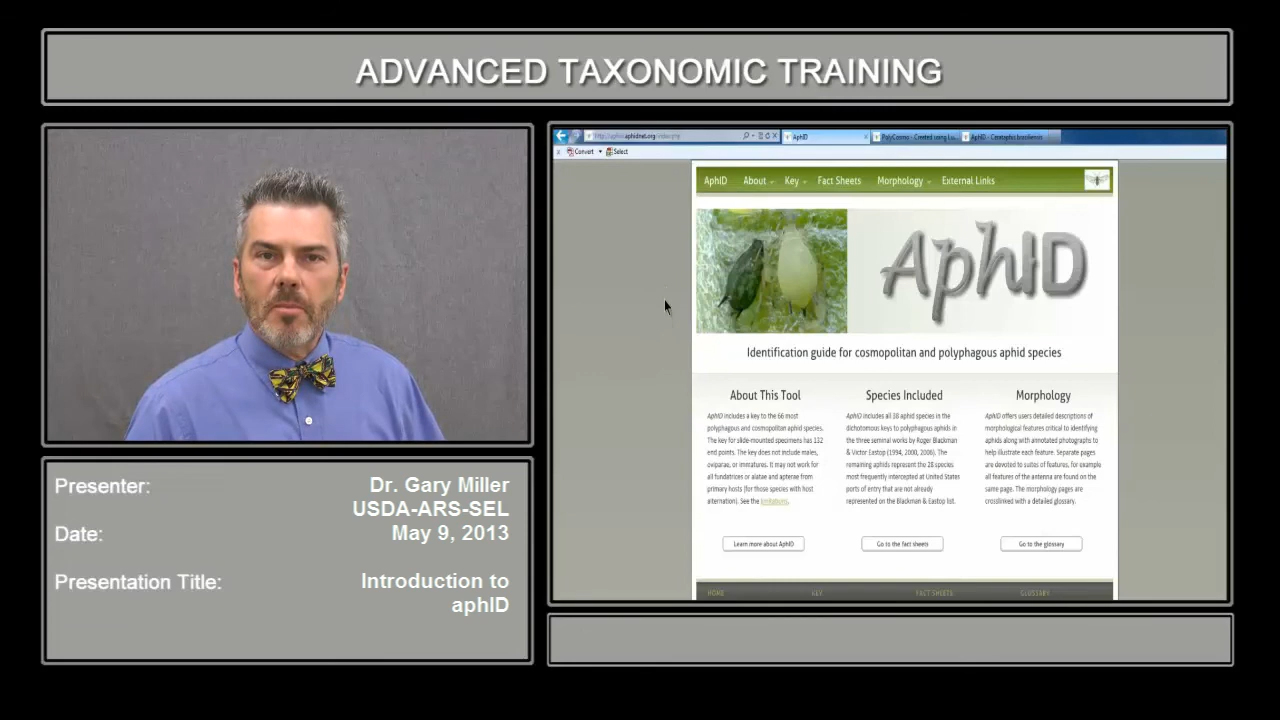 ADVANCED TAXONOMIC TRAINING
Presenter:
Dr. Gary Miller
USDA-ARS-SEL
Date:
May 9, 2013
Presentation Title:
Introduction to
aphID
AphID
Convert
Select
AphID About Key Fact Sheets Morphology External Links
AphID
Identification guide for cosmopolitan and polyphagous aphid species
About This Tool
AphID includes a key to the 66 most
polyphagous and cosmopolitan aphid species.
The key for slide-mounted specimens has 132
end points. The key does not include males,
oviparae, or immatures. It may not work for
all fundatrices or alatae and apterae from
primary hosts (for those species with host
alternation). See the limitations.
Learn more about AphID
Species Included
AphID includes all 38 aphid species in the
dichotomous keys to polyphagous aphids in
the three seminal works by Roger Blackman
& Victor Eastop (1994, 2000, 2006). The
remaining aphids represent the 28 species
most frequently intercepted at United States
ports of entry that are not already
represented on the Blackman & Eastop list.
Go to the fact sheets
Morphology
AphID offers users detailed descriptions of
morphological features critical to identifying
aphids along with annotated photographs to
help illustrate each feature. Separate pages
are devoted to suites of features, for example
all features of the antenna are found on the
same page. The morphology pages are
crosslinked with a detailed glossary.
Go to the glossary
HOME KEY FACT SHEETS GLOSSARY